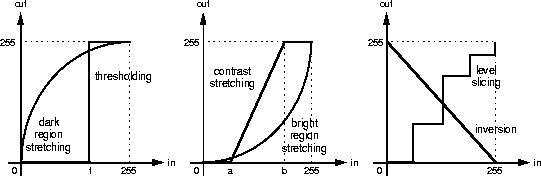 out
255
thresholding
dark
region
stretching
0
1
255
in
out
255
contrast
stretching
bright
region
stretching
0
a
b
255
in
out
255
level
slicing
inversion
0
255
in